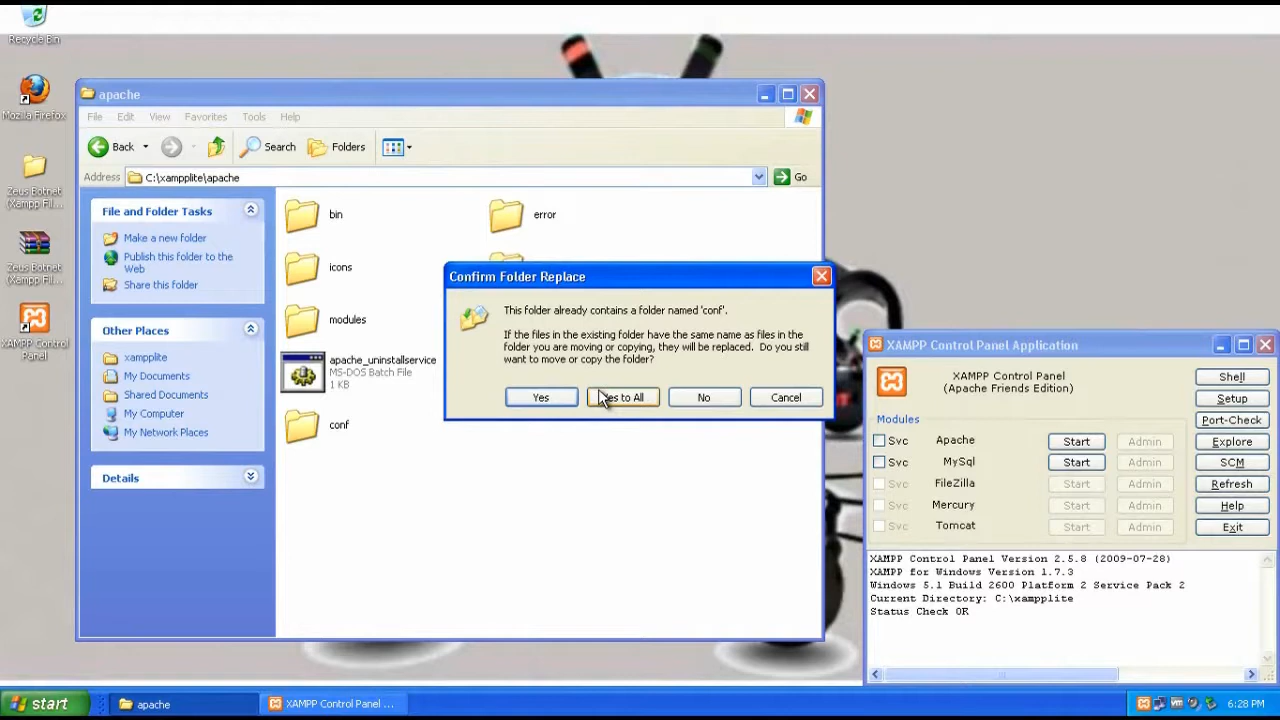 Recycle Bin
Mozilla Firefox
Zeus Botnet
(Xampp Fil...
Zeus Botnet
(Xampp Fil...
XAMPP Control
Panel
apache
File Edit View Favorites Tools Help
Back Search Folders
Address C:\xampplite\apache Go
File and Folder Tasks
Make a new folder
Publish this folder to the
Web
Share this folder
Other Places
xampplite
My Documents
Shared Documents
My Computer
My Network Places
Details
bin
error
icons
modules
apache_uninstallservice
MS-DOS Batch File
1 KB
conf
Confirm Folder Replace
This folder already contains a folder named 'conf'.
If the files in the existing folder have the same name as files in the
folder you are moving or copying, they will be replaced. Do you still
want to move or copy the folder?
Yes to All No Cancel
XAMPP Control Panel Application
XAMPP Control Panel
(Apache Friends Edition)
Modules
Svc Apache Start Admin
Svc MySql Start Admin
Svc FileZilla Start Admin
Svc Mercury Start Admin
Svc Tomcat Start Admin
Shell
Setup
Port-Check
Explore
SCM
Refresh
Help
Exit
XAMPP Control Panel Version 2.5.8 (2009-07-28)
XAMPP for Windows Version 1.7.3
Windows 5.1 Build 2600 Platform 2 Service Pack 2
Current Directory: C:\xampplite
Status Check OK
start
apache
XAMPP Control Panel ...
6:28 PM